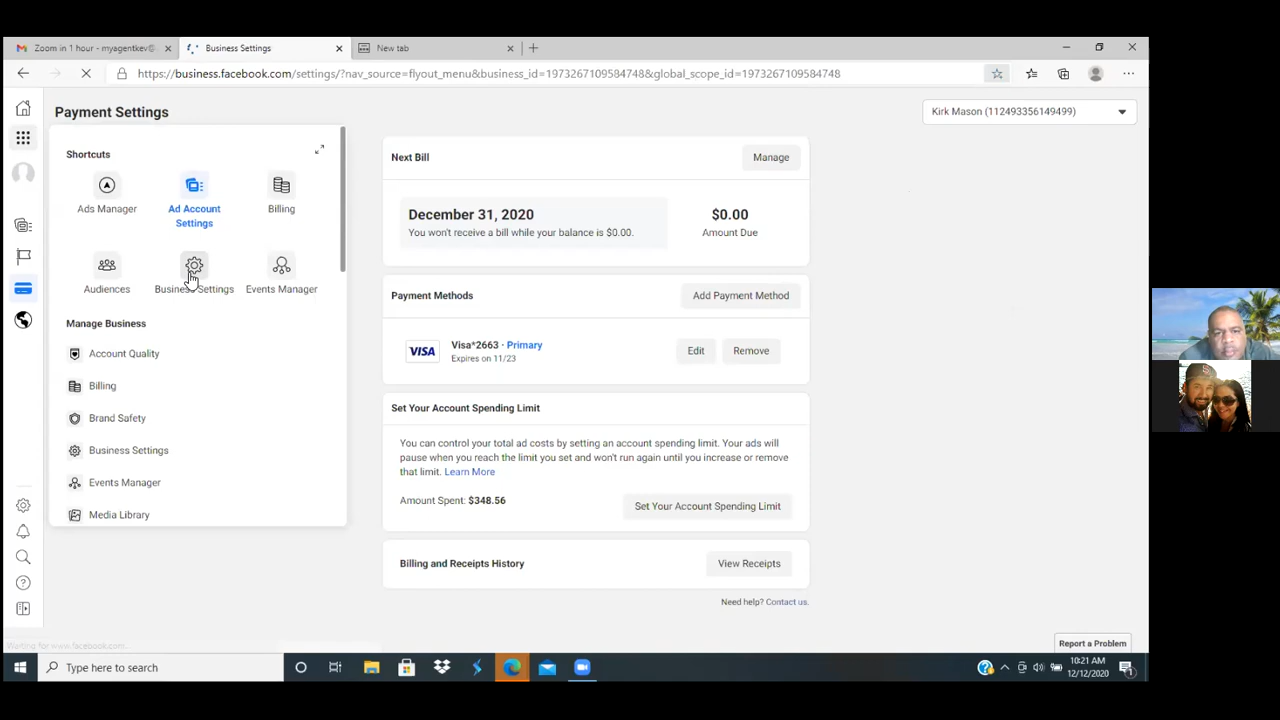 Zoom in 1 hour - myagentkev@
Business Settings
New tab
https://business.facebook.com/settings/?nav_source=flyout_menu&business_id=1973267109584748&global_scope_id=1973267109584748
Payment Settings
Kirk Mason (112493356149499)
Shortcuts
Ads Manager
Ad Account
Settings
Billing
Audiences
Business Settings
Events Manager
Manage Business
Account Quality
Billing
Brand Safety
Business Settings
Events Manager
Media Library
Next Bill
Manage
December 31, 2020
$0.00
You won't receive a bill while your balance is $0.00.
Amount Due
Payment Methods
Add Payment Method
VISA
Visa*2663 · Primary
Expires on 11/23
Edit
Remove
Set Your Account Spending Limit
You can control your total ad costs by setting an account spending limit. Your ads will
pause when you reach the limit you set and won't run again until you increase or remove
that limit. Learn More
Amount Spent: $348.56
Set Your Account Spending Limit
Billing and Receipts History
View Receipts
Need help? Contact us.
Waiting for www.facebook.com...
Report a Problem
Type here to search
10:21 AM
12/12/2020